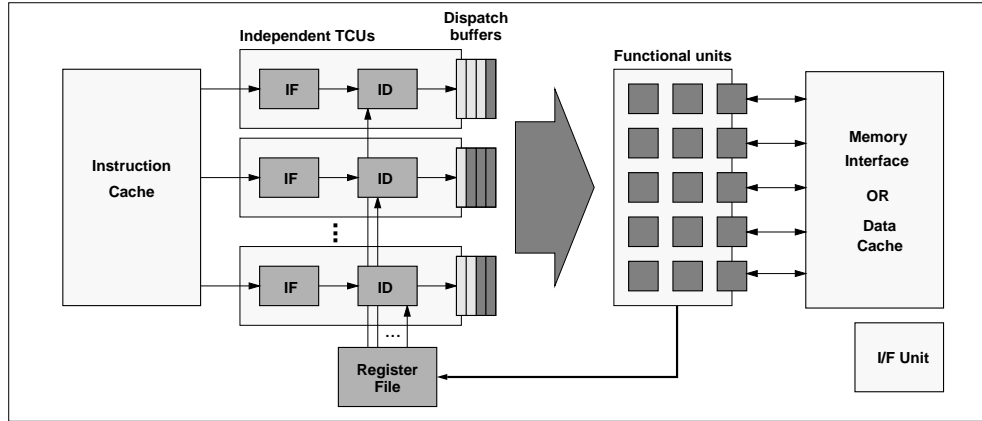 Independent TCUs
Dispatch
buffers
Functional units
Instruction
Cache
IF
ID
IF
ID
IF
ID
...
Register
File
Memory
Interface
OR
Data
Cache
I/F Unit